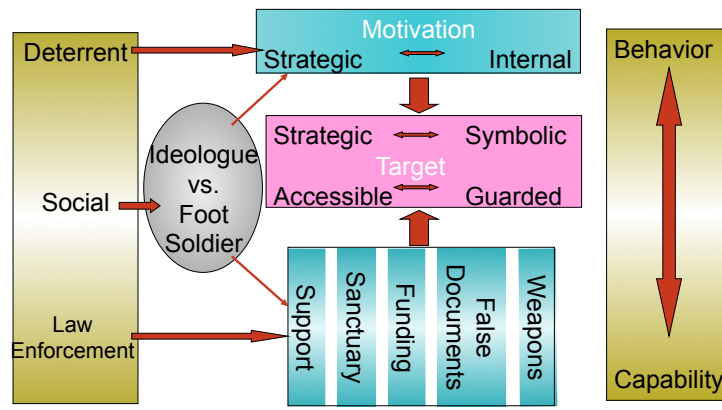 Deterrent
Social
Law
Enforcement
Ideologue
vs.
Foot
Soldier
Motivation
Strategic Internal
Strategic Symbolic
Target
Accessible Guarded
Support
Sanctuary
Funding
False
Documents
Weapons
Behavior
Capability